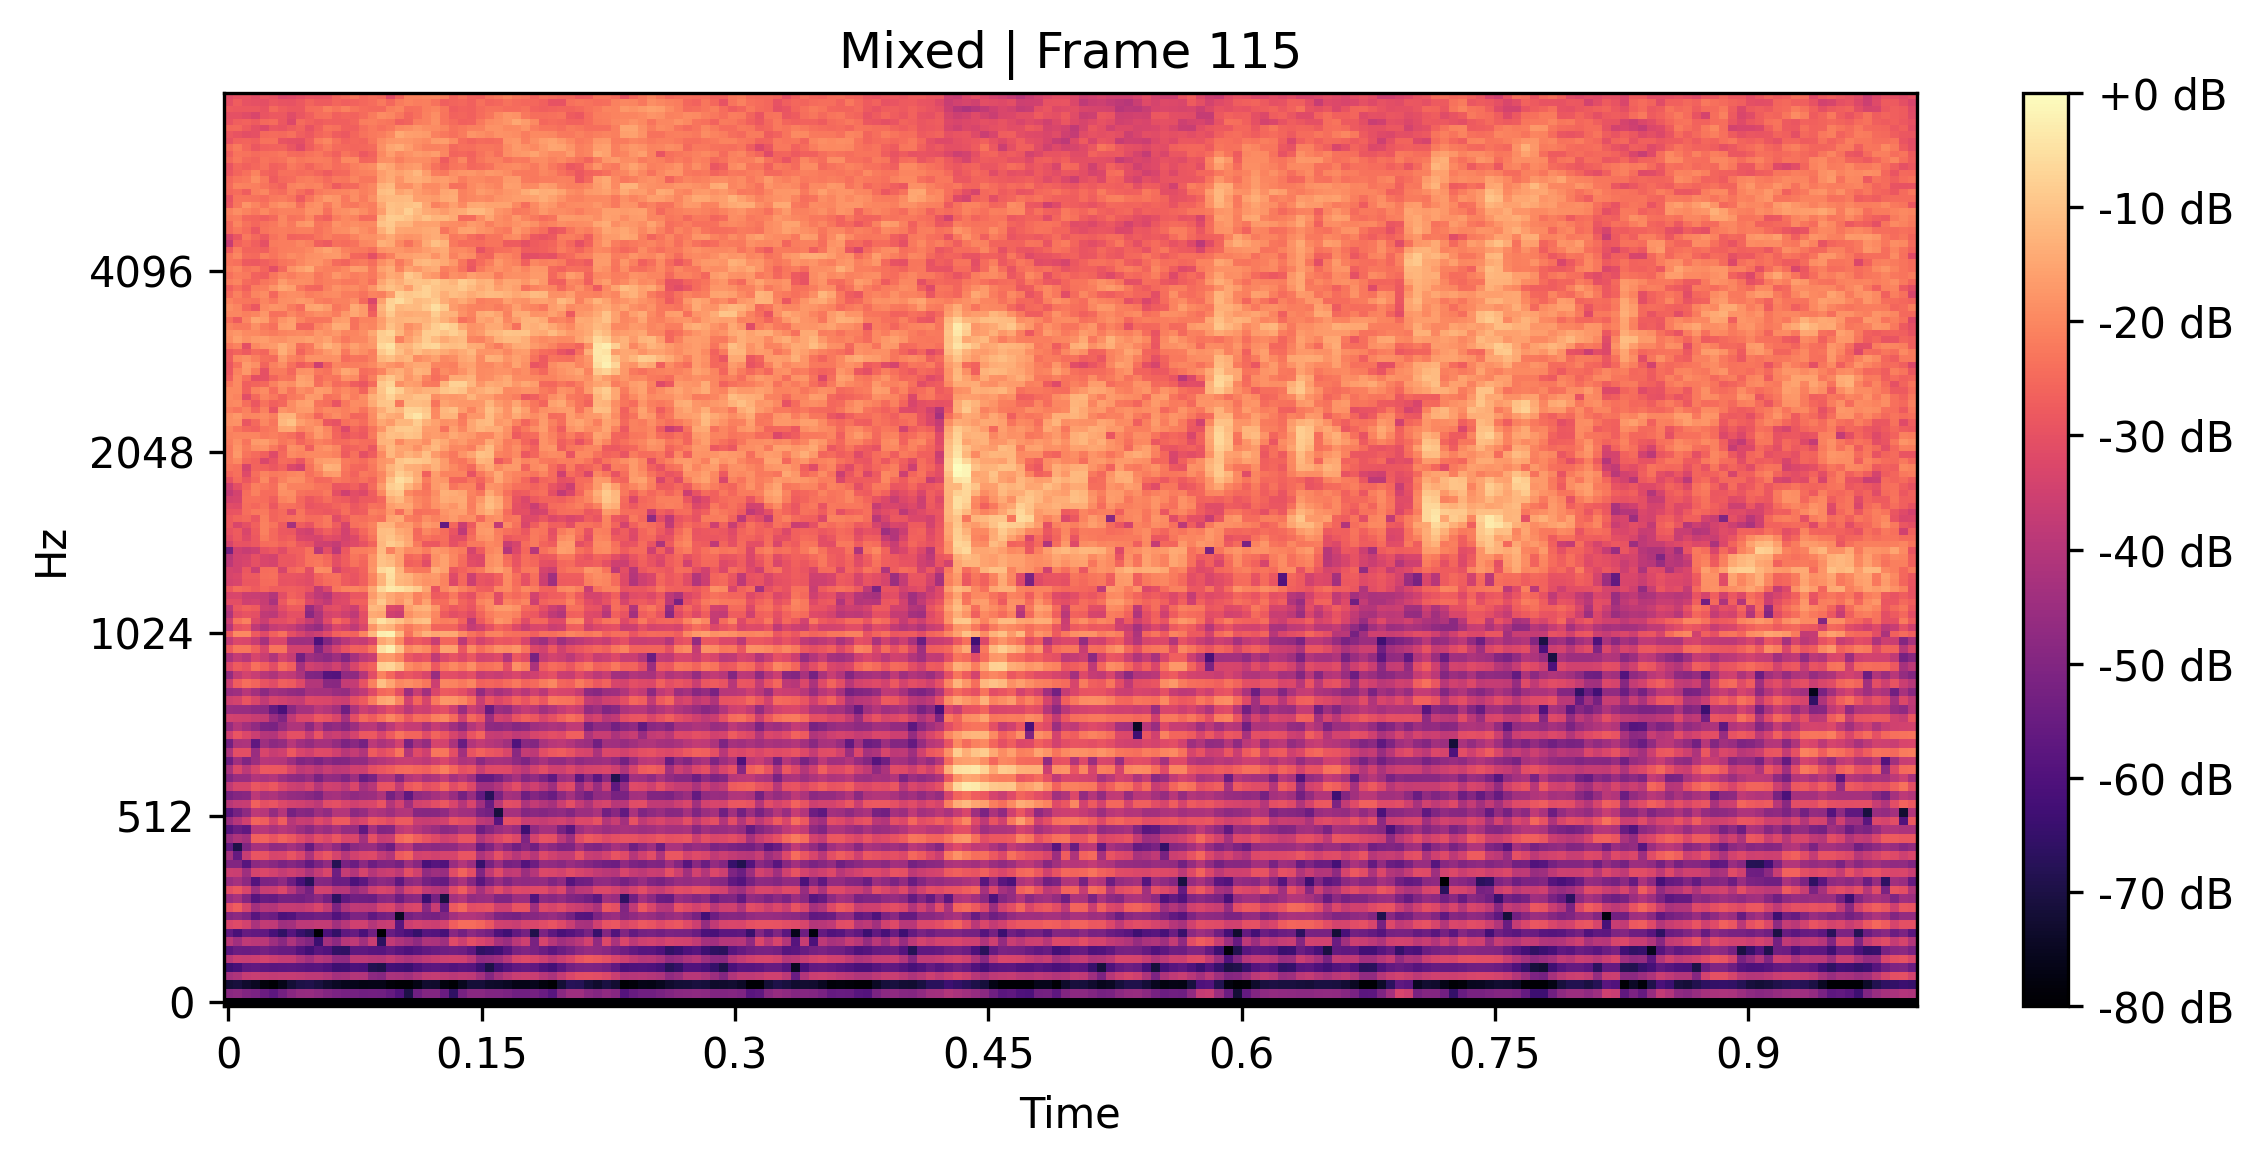 Mixed | Frame 115
+0 dB
-10 dB
-20 dB
-30 dB
-40 dB
-50 dB
-60 dB
-70 dB
-80 dB
Hz
4096
2048
1024
512
0
0 0.15 0.3 0.45 0.6 0.75 0.9
Time